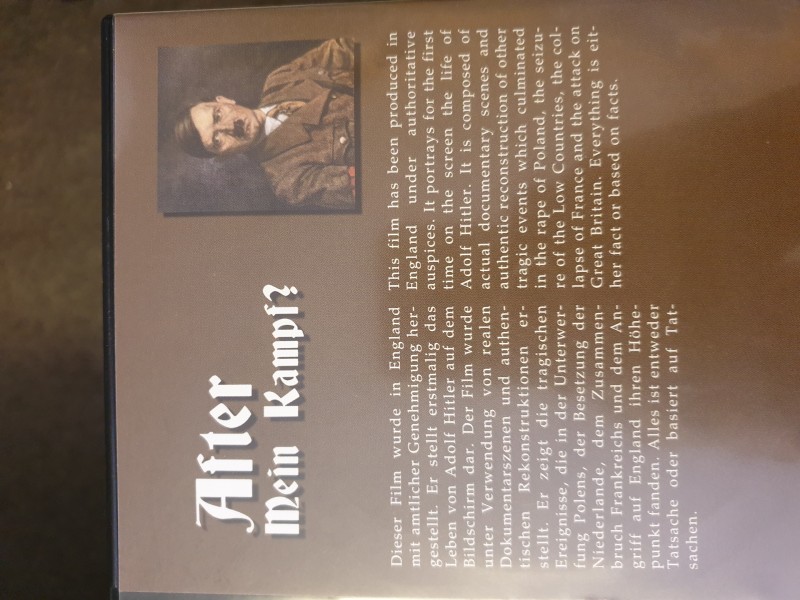 After
Mein Kampf?
Dieser Film wurde in England
mit amtlicher Genehmigung her-
gestellt. Er stellt erstmalig das
Leben von Adolf Hitler auf dem
Bildschirm dar. Der Film wurde
unter Verwendung von realen
Dokumentarszenen und authen-
tischen Rekonstruktionen er-
stellt. Er zeigt die tragischen
Ereignisse, die in der Unterwer-
fung Polens, der Besetzung der
Niederlande, dem Zusammen-
bruch Frankreichs und dem An-
griff auf England ihren Höhe-
punkt fanden. Alles ist entweder
Tatsache oder basiert auf Tat-
sachen.
This film has been produced in
England under authoritative
auspices. It portrays for the first
time on the screen the life of
Adolf Hitler. It is composed of
actual documentary scenes and
authentic reconstruction of other
tragic events which culminated
in the rape of Poland, the seizu-
re of the Low Countries, the col-
lapse of France and the attack on
Great Britain. Everything is eit-
her fact or based on facts.